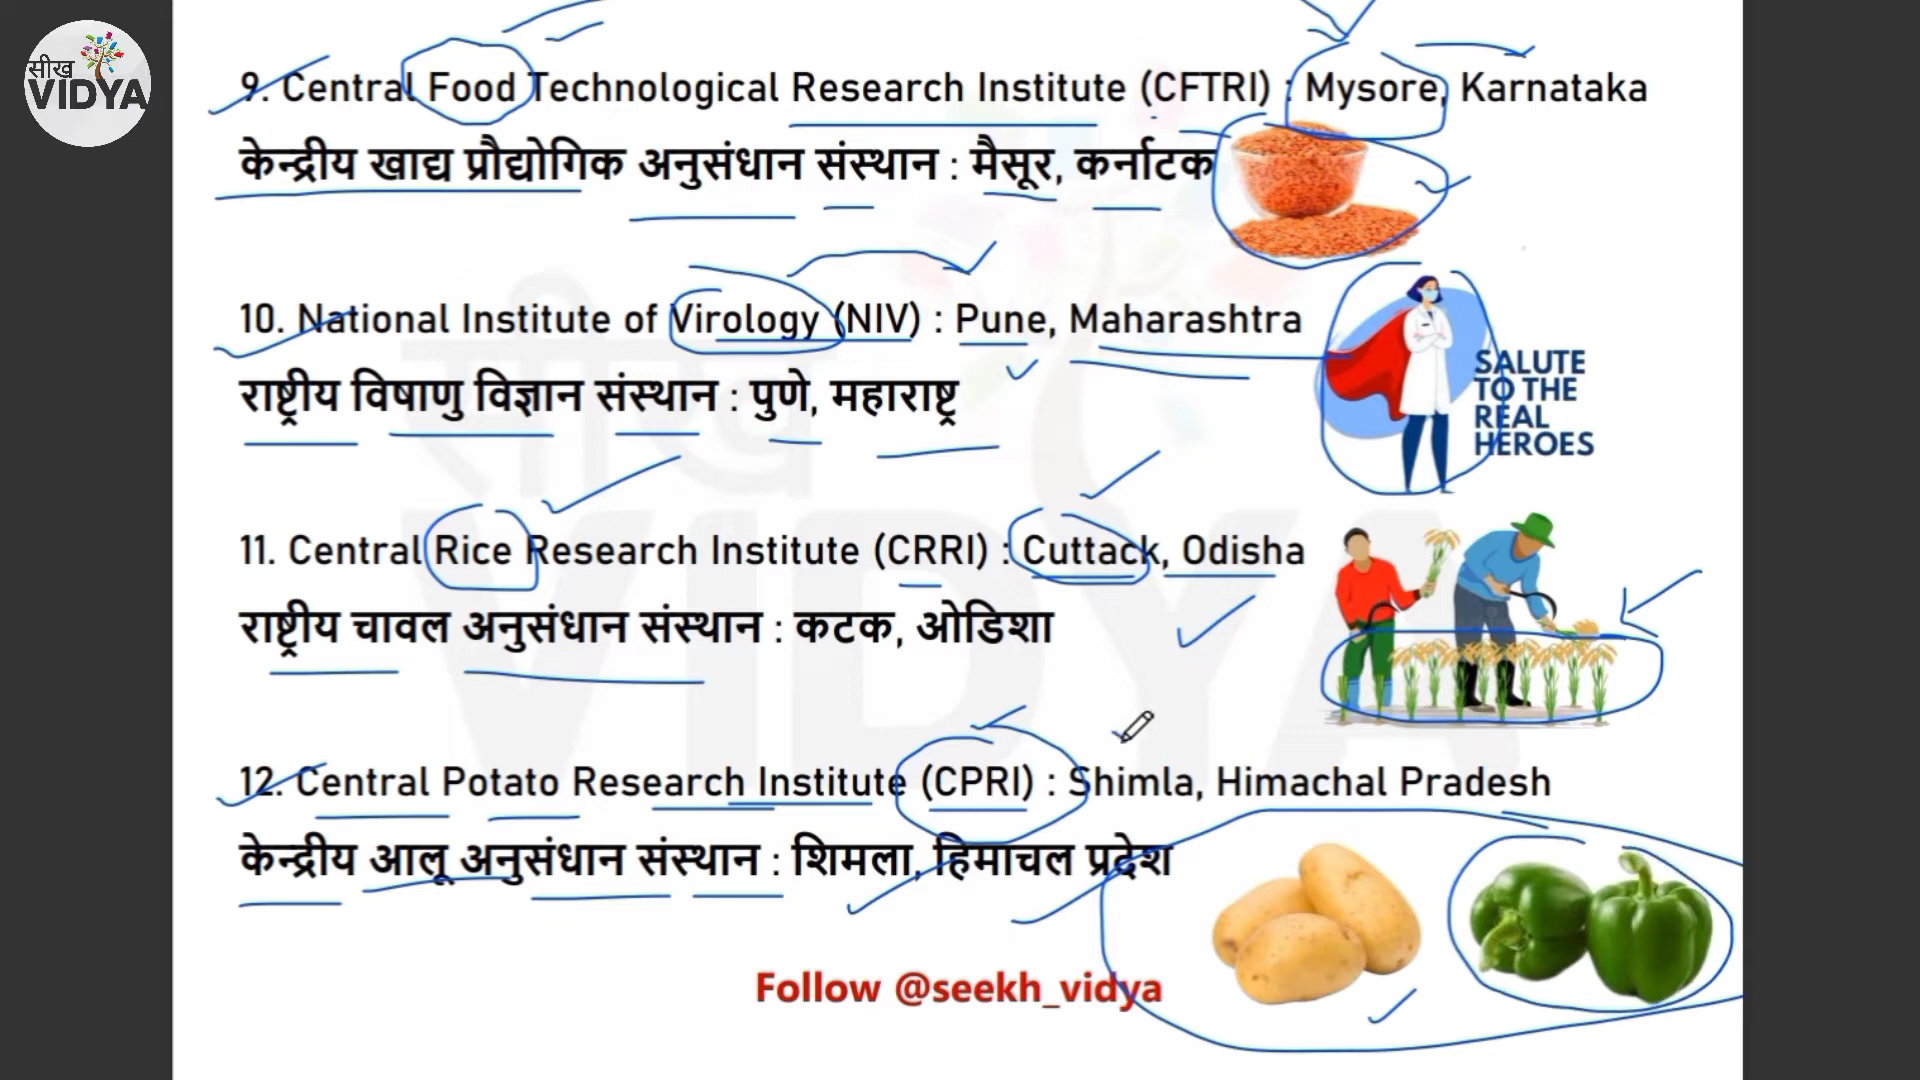 सीख
VIDYA
9. Central Food Technological Research Institute (CFTRI) : Mysore, Karnataka
केन्द्रीय खाद्य प्रौद्योगिक अनुसंधान संस्थान : मैसूर, कर्नाटक
10. National Institute of Virology (NIV) : Pune, Maharashtra
राष्ट्रीय विषाणु विज्ञान संस्थान : पुणे, महाराष्ट्र
SALUTE
TO THE
REAL
HEROES
11. Central Rice Research Institute (CRRI) : Cuttack, Odisha
राष्ट्रीय चावल अनुसंधान संस्थान : कटक, ओडिशा
12. Central Potato Research Institute (CPRI) : Shimla, Himachal Pradesh
केन्द्रीय आलू अनुसंधान संस्थान : शिमला, हिमाचल प्रदेश
Follow @seekh_vidya
सीख
VIDYA